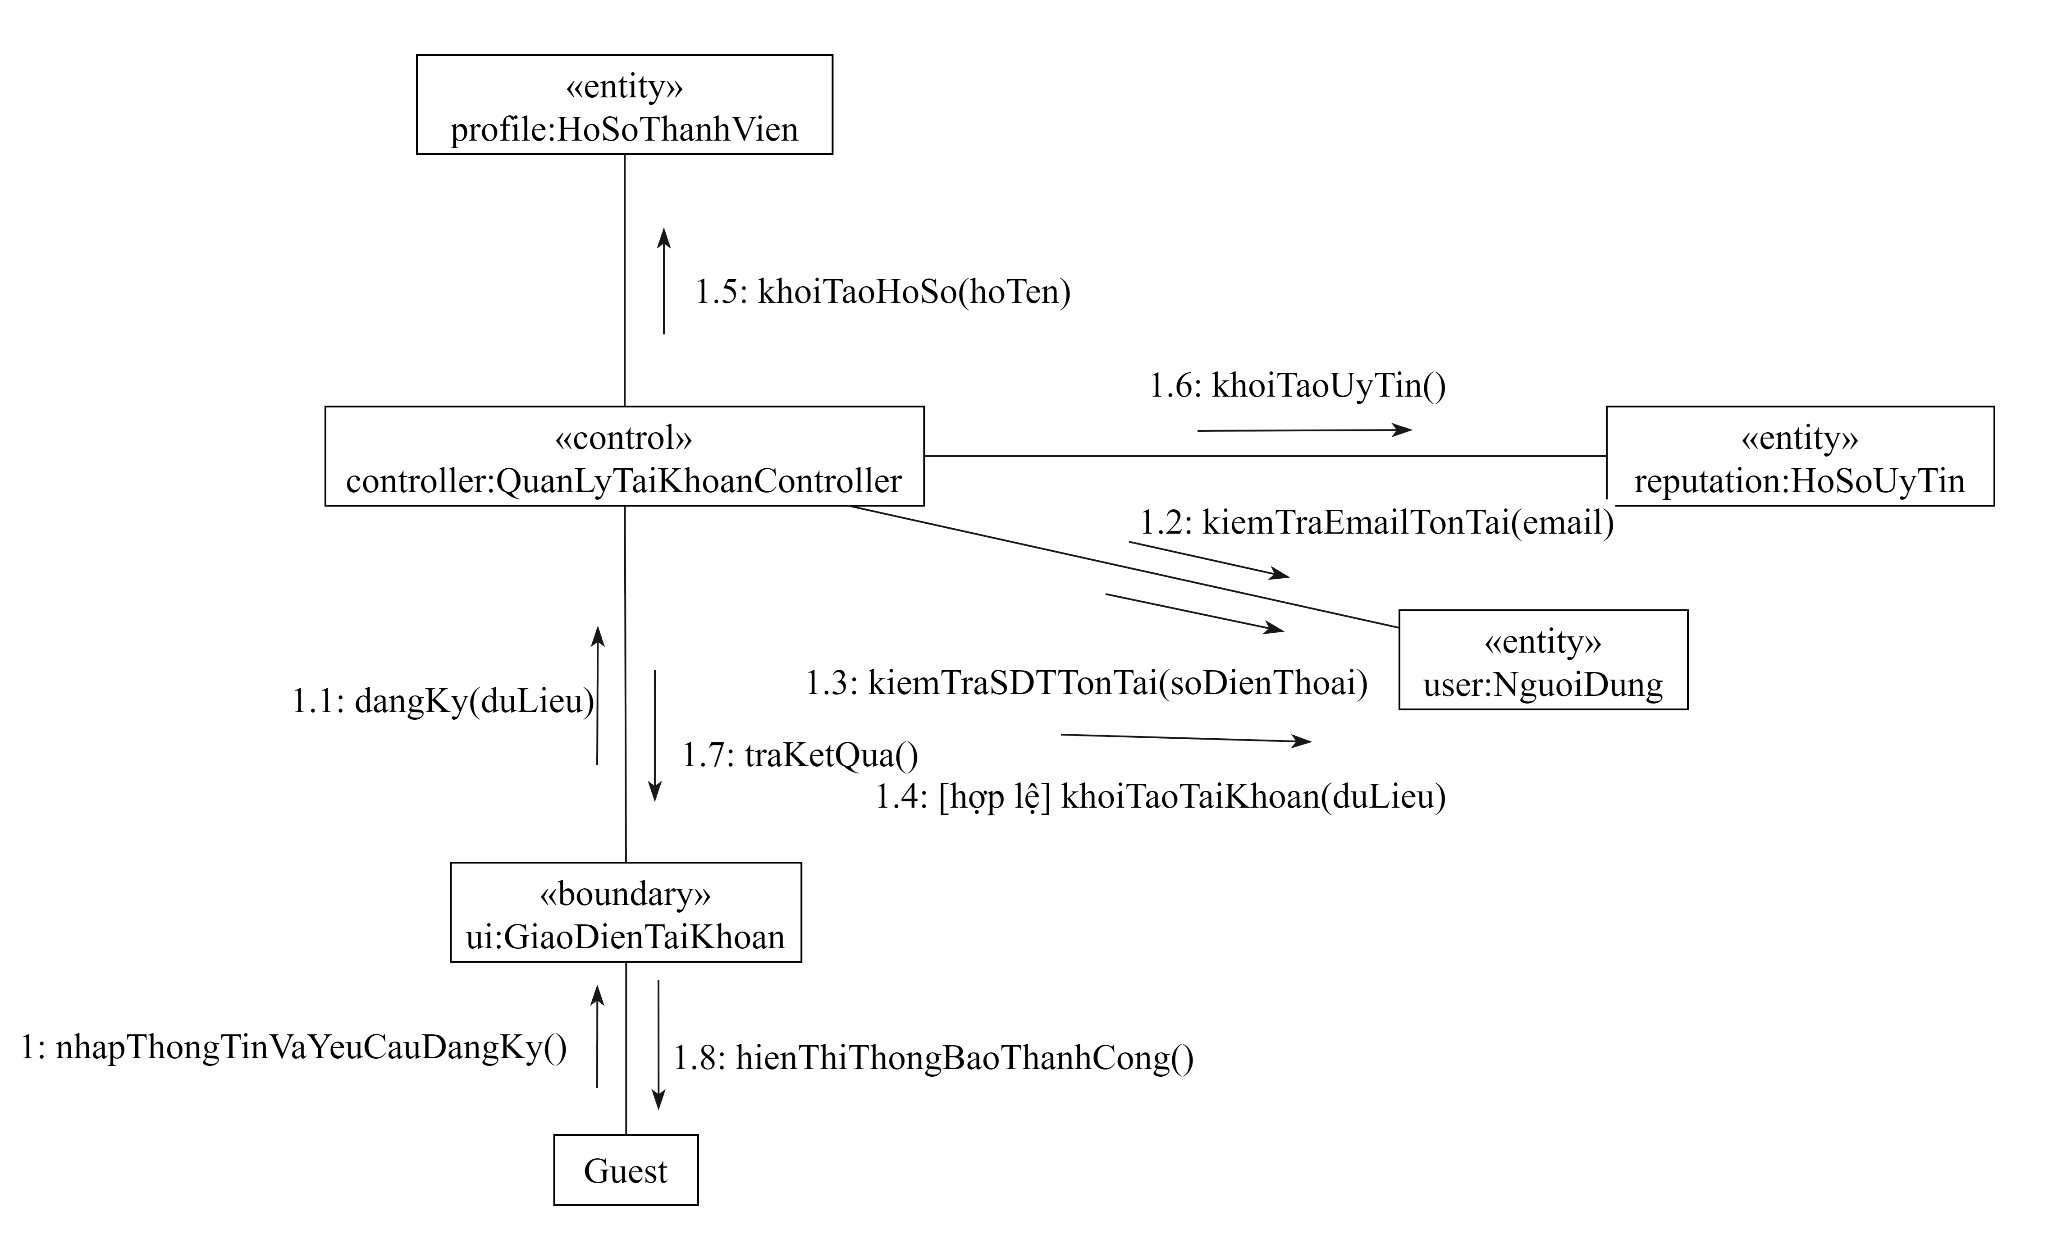 «entity»
profile:HoSoThanhVien
1.5: khoiTaoHoSo(hoTen)
1.6: khoiTaoUyTin()
«control»
controller:QuanLyTaiKhoanController
«entity»
reputation:HoSoUyTin
1.2: kiemTraEmailTonTai(email)
«entity»
user:NguoiDung
1.3: kiemTraSDTTonTai(soDienThoai)
1.1: dangKy(duLieu)
1.7: traKetQua()
1.4: [hợp lệ] khoiTaoTaiKhoan(duLieu)
«boundary»
ui:GiaoDienTaiKhoan
1: nhapThongTinVaYeuCauDangKy()
1.8: hienThiThongBaoThanhCong()
Guest